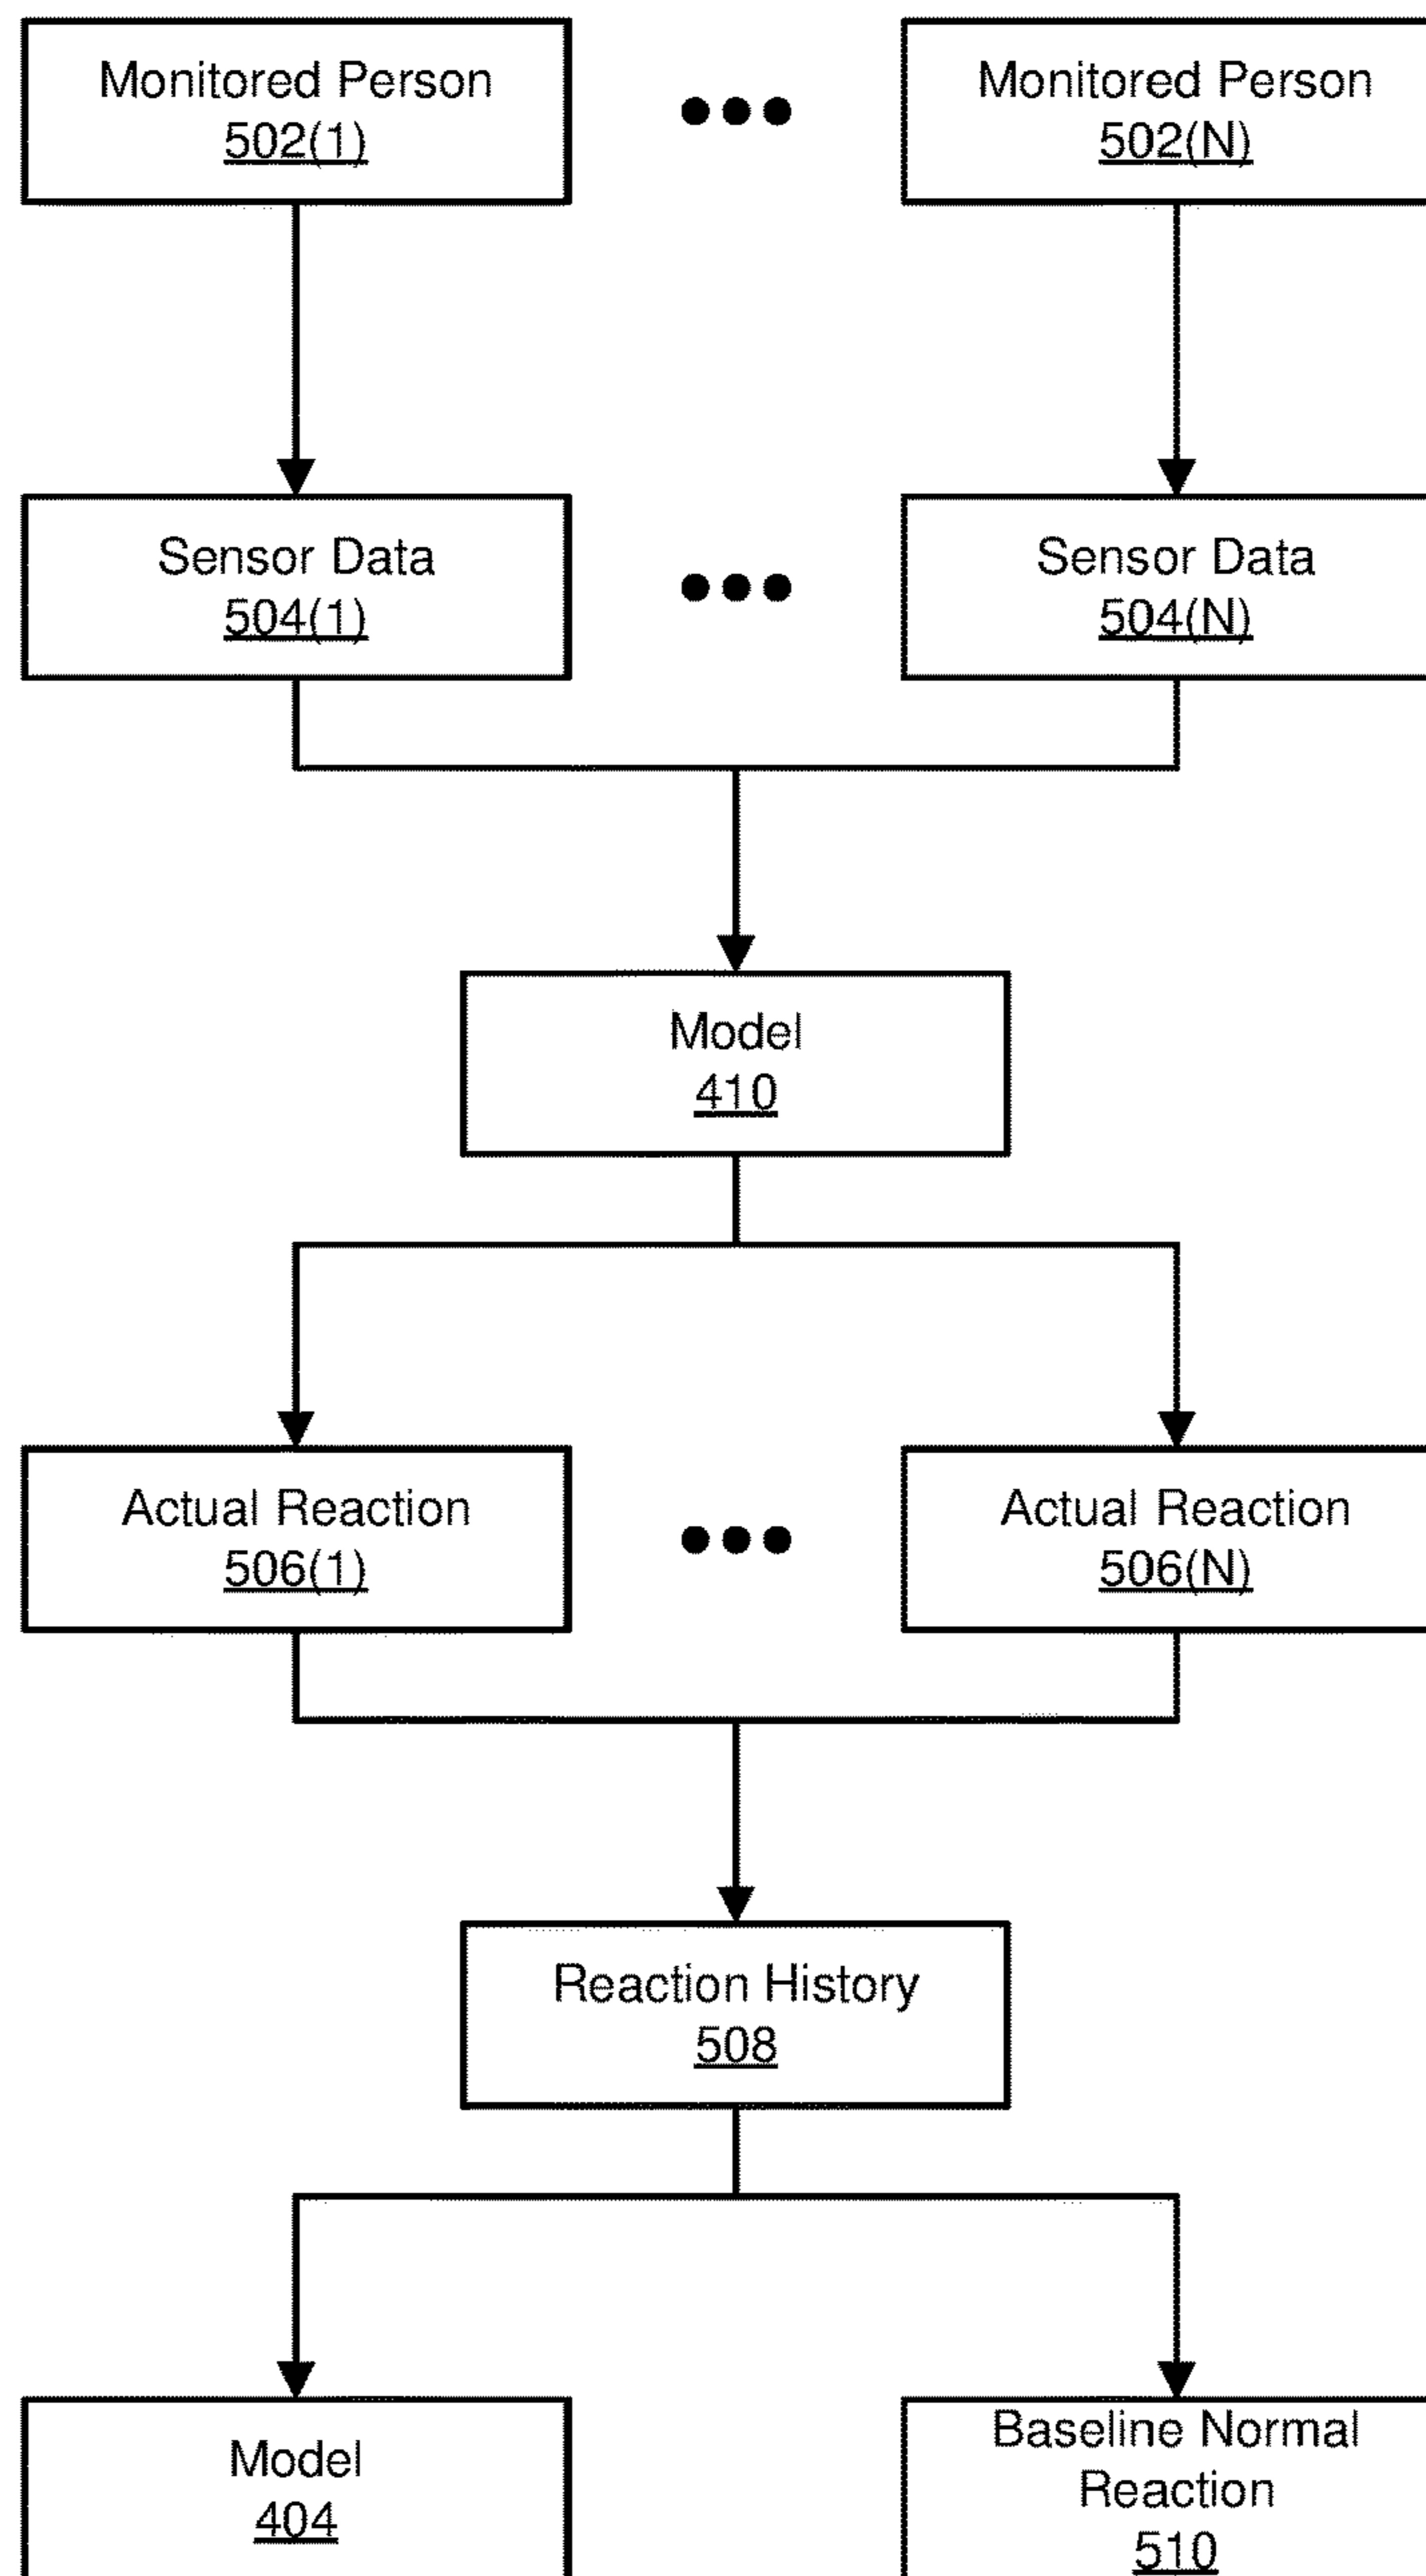 Monitored Person
502(1)
Monitored Person
502(N)
Sensor Data
504(1)
Sensor Data
504(N)
Model
410
Actual Reaction
506(1)
Actual Reaction
506(N)
Reaction History
508
Model
404
Baseline Normal
Reaction
510